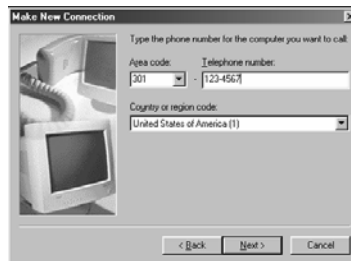 Make New Connection
Type the phone number for the computer you want to call:
Area code:
Telephone number:
301 - 123-4567
Country or region code:
United States of America (1)
< Back
Next >
Cancel